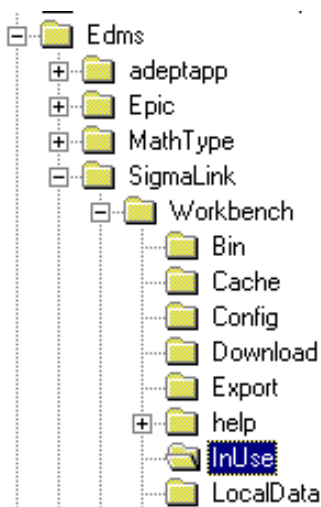 Edms
adeptapp
Epic
MathType
SigmaLink
Workbench
Bin
Cache
Config
Download
Export
help
InUse
LocalData